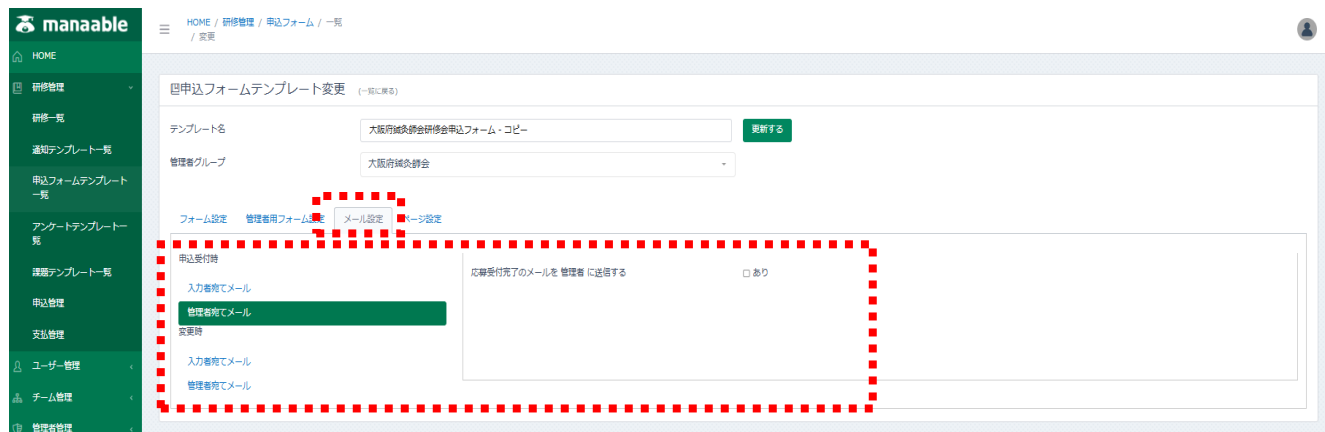 manaable
HOME / 研修管理 / 申込フォーム / 一覧
/ 変更
HOME
研修管理
研修一覧
通知テンプレート一覧
申込フォームテンプレート
一覧
アンケートテンプレート一
覧
課題テンプレート一覧
申込管理
支払管理
ユーザー管理
チーム管理
管理者管理
申込フォームテンプレート変更 (一覧に戻る)
テンプレート名
大阪府鍼灸師会研修会申込フォーム - コピー
更新する
管理者グループ
大阪府鍼灸師会
フォーム設定 管理者用フォーム設定 メール設定 ページ設定
申込受付時
入力者宛てメール
管理者宛てメール
変更時
入力者宛てメール
管理者宛てメール
応募受付完了のメールを 管理者 に送信する
あり